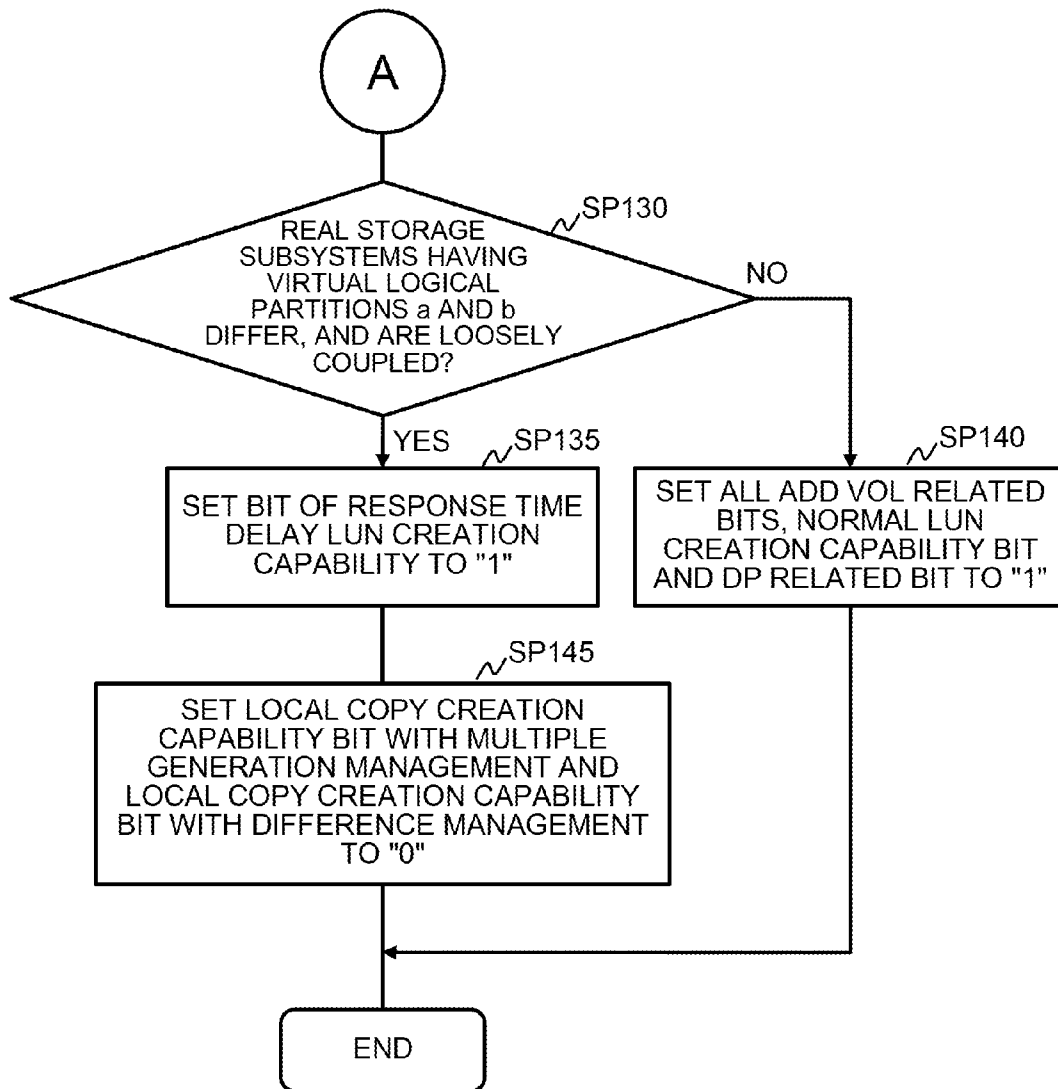 A
SP130
REAL STORAGE
SUBSYSTEMS HAVING
VIRTUAL LOGICAL
PARTITIONS a AND b
DIFFER, AND ARE LOOSELY
COUPLED?
NO
YES
SP135
SET BIT OF RESPONSE TIME
DELAY LUN CREATION
CAPABILITY TO "1"
SP140
SET ALL ADD VOL RELATED
BITS, NORMAL LUN
CREATION CAPABILITY BIT
AND DP RELATED BIT TO "1"
SP145
SET LOCAL COPY CREATION
CAPABILITY BIT WITH MULTIPLE
GENERATION MANAGEMENT AND
LOCAL COPY CREATION CAPABILITY
BIT WITH DIFFERENCE MANAGEMENT
TO "0"
END